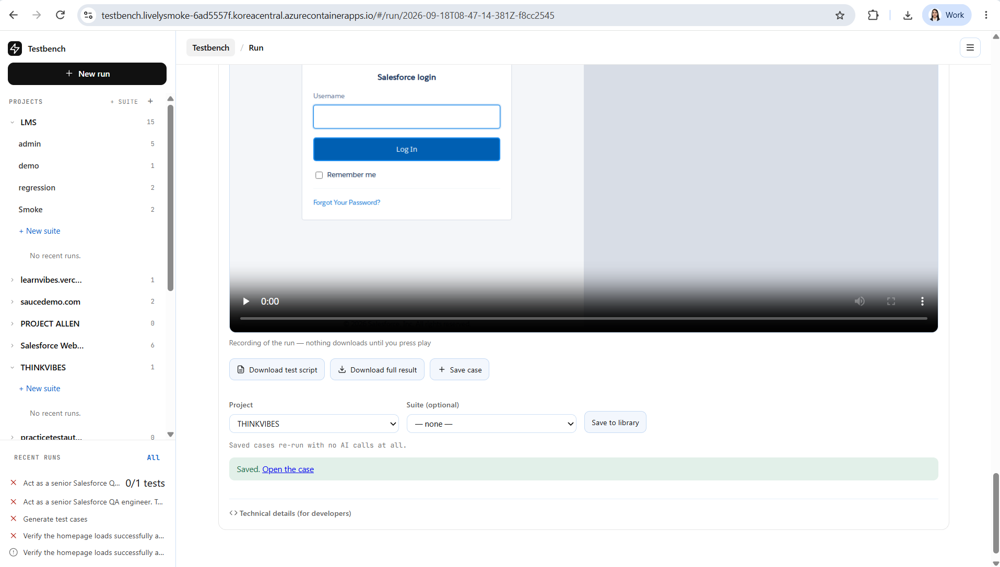 testbench.livelysmoke-6ad5557f.koreacentral.azurecontainerapps.io/#/run/2026-09-18T08-47-14-381Z-f8cc2545
Work
Testbench
+ New run
PROJECTS + SUITE +
LMS 15
admin 5
demo 1
regression 2
Smoke 2
+ New suite
No recent runs.
learnvibes.verc... 1
saucedemo.com 2
PROJECT ALLEN 0
Salesforce Web... 6
THINKVIBES 1
+ New suite
No recent runs.
practicetestaut... 0
RECENT RUNS All
Act as a senior Salesforce Q... 0/1 tests
Act as a senior Salesforce QA engineer. T...
Generate test cases
Verify the homepage loads successfully a...
Verify the homepage loads successfully a...
Testbench / Run
Salesforce login
Username
Log In
Remember me
Forgot Your Password?
0:00
Recording of the run — nothing downloads until you press play
Download test script
Download full result
+ Save case
Project
THINKVIBES
Suite (optional)
— none —
Save to library
Saved cases re-run with no AI calls at all.
Saved. Open the case
<> Technical details (for developers)